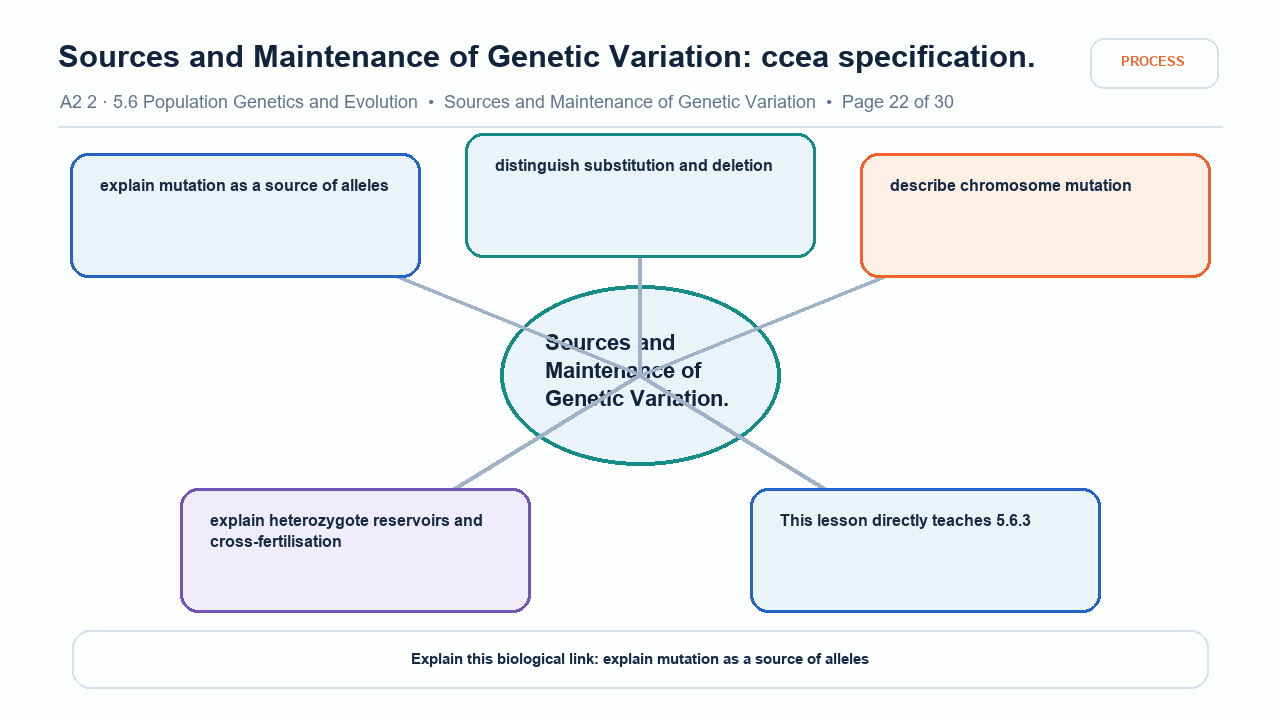 Sources and Maintenance of Genetic Variation: ccea specification.
PROCESS
A2 2 · 5.6 Population Genetics and Evolution • Sources and Maintenance of Genetic Variation • Page 22 of 30
explain mutation as a source of alleles
distinguish substitution and deletion
describe chromosome mutation
Sources and
Maintenance of
Genetic Variation.
explain heterozygote reservoirs and
cross-fertilisation
This lesson directly teaches 5.6.3
Explain this biological link: explain mutation as a source of alleles